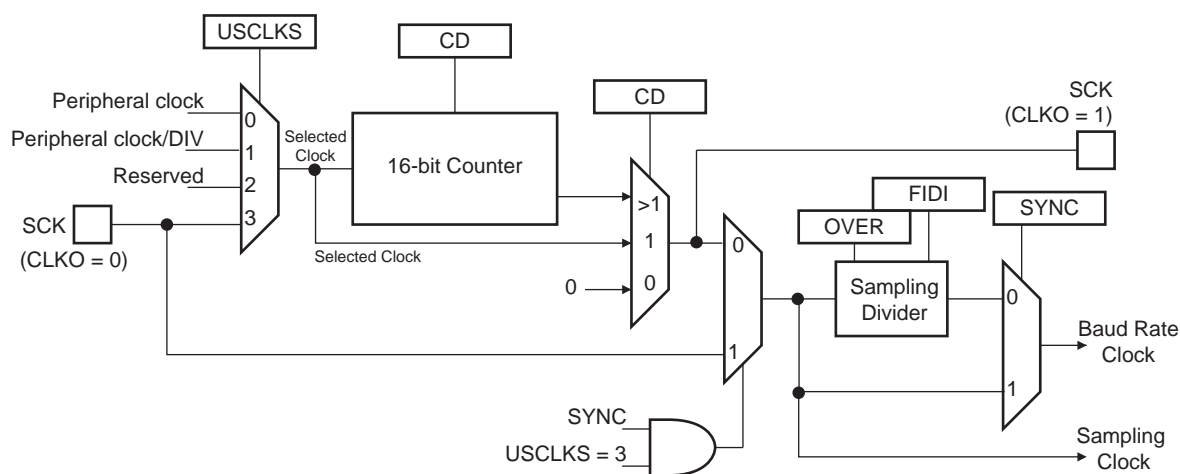 USCLKS
CD
CD
SCK
(CLKO = 1)
Peripheral clock
0
Peripheral clock/DIV
1
Reserved
2
3
SCK
(CLKO = 0)
Selected
Clock
16-bit Counter
Selected Clock
>1
1
0
0
0
1
FIDI
OVER
SYNC
Sampling
Divider
0
1
Baud Rate
Clock
SYNC
USCLKS = 3
Sampling
Clock